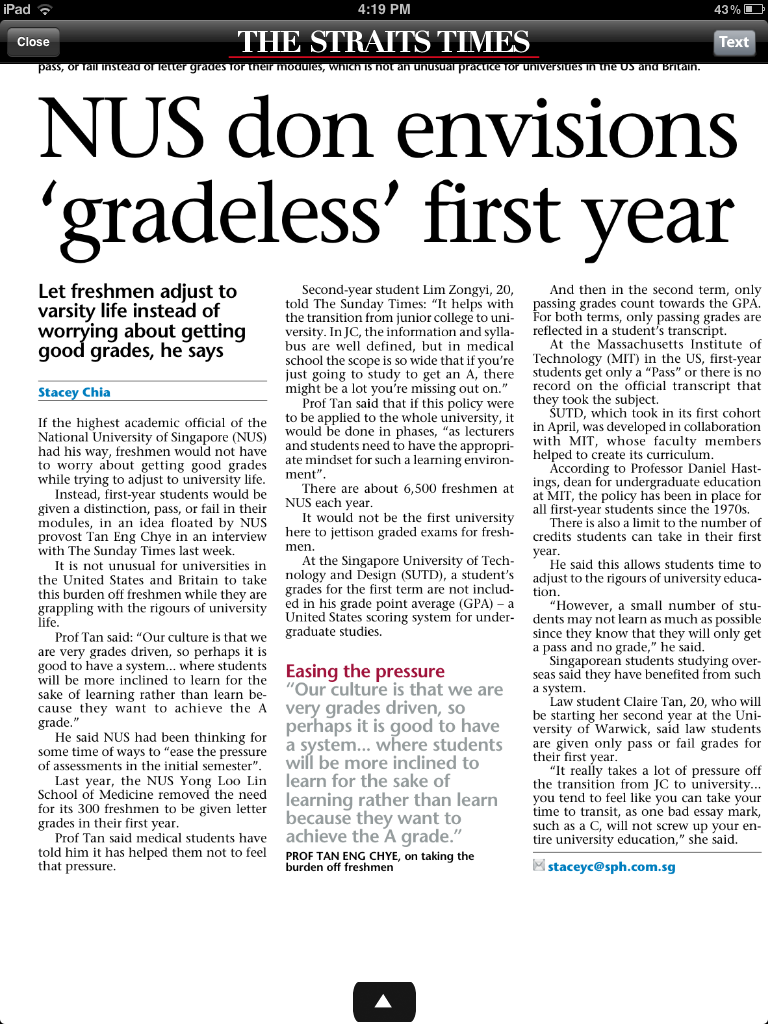 iPad
4:19 PM
43%
Close
THE STRAITS TIMES
Text
pass, or fail instead of letter grades for their modules, which is not an unusual practice for universities in the US and Britain.
NUS don envisions
‘gradeless’ first year
Let freshmen adjust to
varsity life instead of
worrying about getting
good grades, he says
Stacey Chia
If the highest academic official of the
National University of Singapore (NUS)
had his way, freshmen would not have
to worry about getting good grades
while trying to adjust to university life.
Instead, first-year students would be
given a distinction, pass, or fail in their
modules, in an idea floated by NUS
provost Tan Eng Chye in an interview
with The Sunday Times last week.
It is not unusual for universities in
the United States and Britain to take
this burden off freshmen while they are
grappling with the rigours of university
life.
Prof Tan said: “Our culture is that we
are very grades driven, so perhaps it is
good to have a system... where students
will be more inclined to learn for the
sake of learning rather than learn be-
cause they want to achieve the A
grade.”
He said NUS had been thinking for
some time of ways to “ease the pressure
of assessments in the initial semester”.
Last year, the NUS Yong Loo Lin
School of Medicine removed the need
for its 300 freshmen to be given letter
grades in their first year.
Prof Tan said medical students have
told him it has helped them not to feel
that pressure.
Second-year student Lim Zongyi, 20,
told The Sunday Times: “It helps with
the transition from junior college to uni-
versity. In JC, the information and sylla-
bus are well defined, but in medical
school the scope is so wide that if you’re
just going to study to get an A, there
might be a lot you’re missing out on.”
Prof Tan said that if this policy were
to be applied to the whole university, it
would be done in phases, “as lecturers
and students need to have the appropri-
ate mindset for such a learning environ-
ment”.
There are about 6,500 freshmen at
NUS each year.
It would not be the first university
here to jettison graded exams for fresh-
men.
At the Singapore University of Tech-
nology and Design (SUTD), a student’s
grades for the first term are not includ-
ed in his grade point average (GPA) – a
United States scoring system for under-
graduate studies.
Easing the pressure
“Our culture is that we are
very grades driven, so
perhaps it is good to have
a system... where students
will be more inclined to
learn for the sake of
learning rather than learn
because they want to
achieve the A grade.”
PROF TAN ENG CHYE, on taking the
burden off freshmen
And then in the second term, only
passing grades count towards the GPA.
For both terms, only passing grades are
reflected in a student’s transcript.
At the Massachusetts Institute of
Technology (MIT) in the US, first-year
students get only a “Pass” or there is no
record on the official transcript that
they took the subject.
SUTD, which took in its first cohort
in April, was developed in collaboration
with MIT, whose faculty members
helped to create its curriculum.
According to Professor Daniel Hast-
ings, dean for undergraduate education
at MIT, the policy has been in place for
all first-year students since the 1970s.
There is also a limit to the number of
credits students can take in their first
year.
He said this allows students time to
adjust to the rigours of university educa-
tion.
“However, a small number of stu-
dents may not learn as much as possible
since they know that they will only get
a pass and no grade,” he said.
Singaporean students studying over-
seas said they have benefited from such
a system.
Law student Claire Tan, 20, who will
be starting her second year at the Uni-
versity of Warwick, said law students
are given only pass or fail grades for
their first year.
“It really takes a lot of pressure off
the transition from JC to university...
you tend to feel like you can take your
time to transit, as one bad essay mark,
such as a C, will not screw up your en-
tire university education,” she said.
staceyc@sph.com.sg